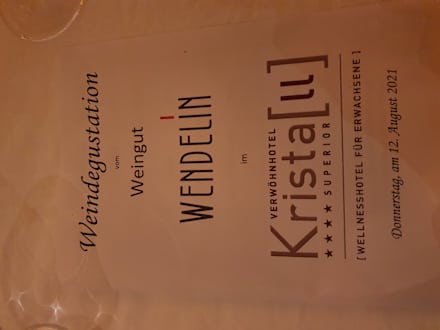 Weindegustation
vom
Weingut
WENDELIN
im
VERWÖHNHOTEL
Krista[ll]
★★★★ SUPERIOR
[ WELLNESSHOTEL FÜR ERWACHSENE ]
Donnerstag, am 12. August 2021